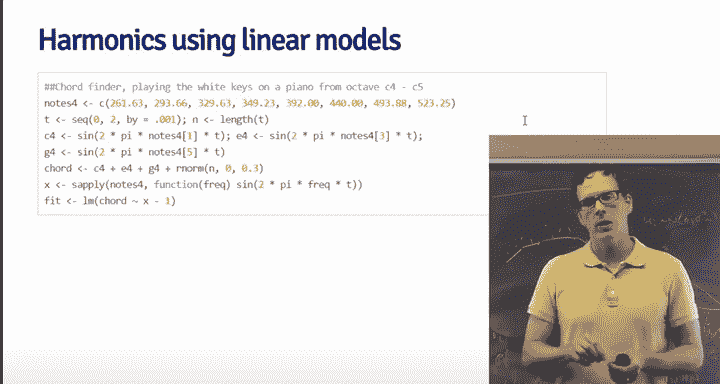 Harmonics using linear models
##Chord finder, playing the white keys on a piano from octave c4 - c5
notes4 <- c(261.63, 293.66, 329.63, 349.23, 392.00, 440.00, 493.88, 523.25)
t <- seq(0, 2, by = .001); n <- length(t)
c4 <- sin(2 * pi * notes4[1] * t); e4 <- sin(2 * pi * notes4[3] * t);
g4 <- sin(2 * pi * notes4[5] * t)
chord <- c4 + e4 + g4 + rnorm(n, 0, 0.3)
x <- sapply(notes4, function(freq) sin(2 * pi * freq * t))
fit <- lm(chord ~ x - 1)